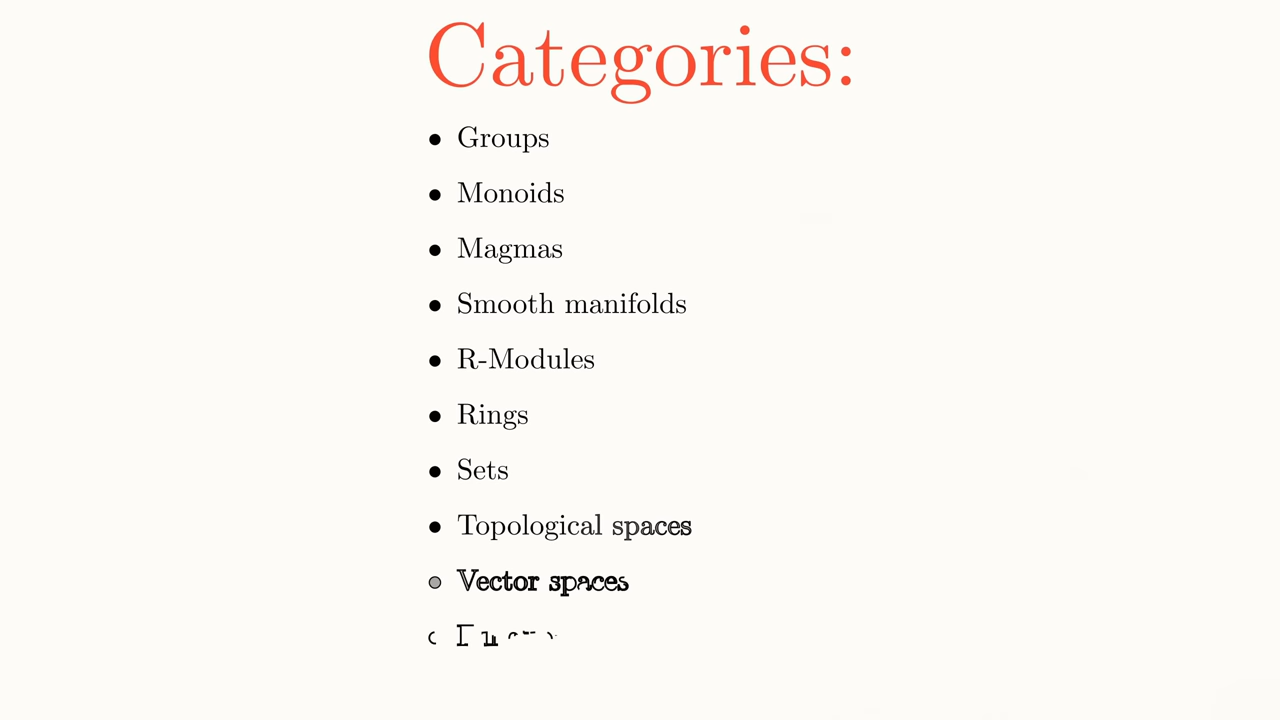 Categories:
• Groups
• Monoids
• Magmas
• Smooth manifolds
• R-Modules
• Rings
• Sets
• Topological spaces
• Vector spaces